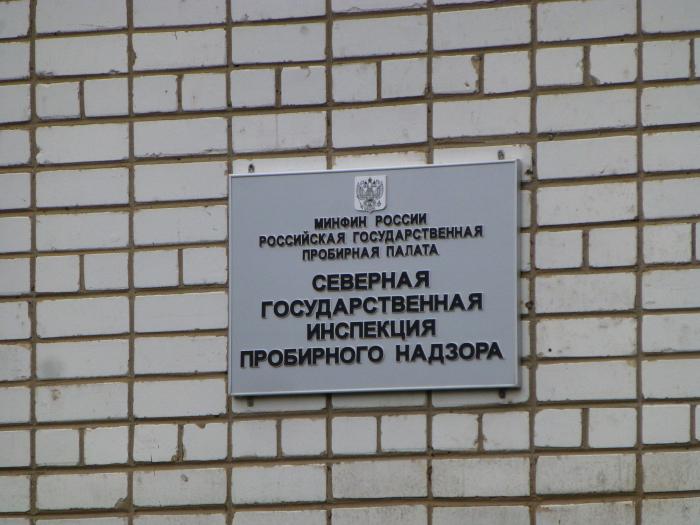 МИНФИН РОССИИ
РОССИЙСКАЯ ГОСУДАРСТВЕННАЯ
ПРОБИРНАЯ ПАЛАТА
СЕВЕРНАЯ
ГОСУДАРСТВЕННАЯ
ИНСПЕКЦИЯ
ПРОБИРНОГО НАДЗОРА